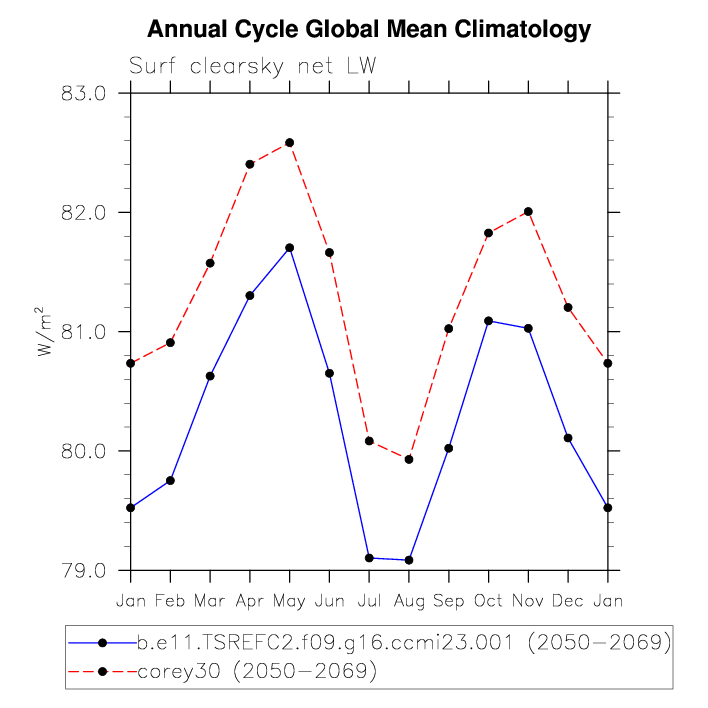 Annual Cycle Global Mean Climatology
Surf clearsky net LW
83.0
82.0
81.0
80.0
79.0
W/m²
Jan Feb Mar Apr May Jun Jul Aug Sep Oct Nov Dec Jan
b.e11.TSREFC2.f09.g16.ccmi23.001 (2050−2069)
corey30 (2050−2069)